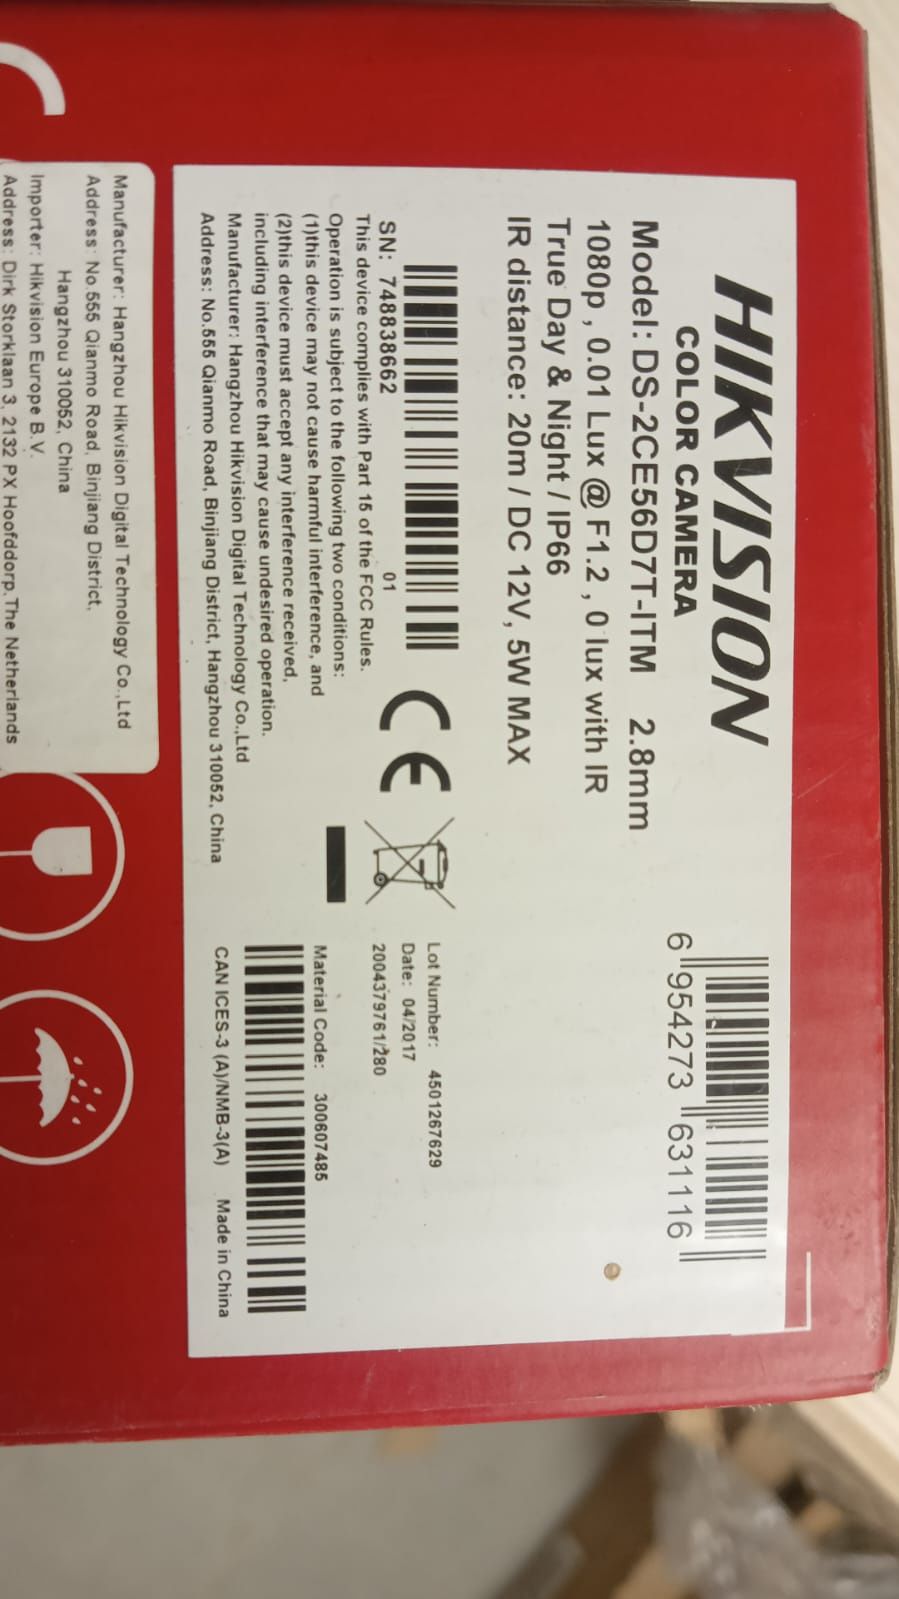 HIKVISION
COLOR CAMERA
Model: DS-2CE56D7T-ITM 2.8mm
1080p , 0.01 Lux @ F1.2 , 0 lux with IR
True Day & Night / IP66
IR distance: 20m / DC 12V, 5W MAX
6 954273 631116
SN: 748838662 01
This device complies with Part 15 of the FCC Rules.
Operation is subject to the following two conditions:
(1)this device may not cause harmful interference, and
(2)this device must accept any interference received,
including interference that may cause undesired operation.
Manufacturer: Hangzhou Hikvision Digital Technology Co.,Ltd
Address: No.555 Qianmo Road, Binjiang District, Hangzhou 310052, China
CE
Lot Number: 4501267629
Date: 04/2017
2004379761/280
Material Code: 300607485
CAN ICES-3 (A)/NMB-3(A) Made in China
Manufacturer: Hangzhou Hikvision Digital Technology Co.,Ltd
Address: No.555 Qianmo Road, Binjiang District,
Hangzhou 310052, China
Importer: Hikvision Europe B.V.
Address: Dirk Storklaan 3, 2132 PX Hoofddorp,The Netherlands